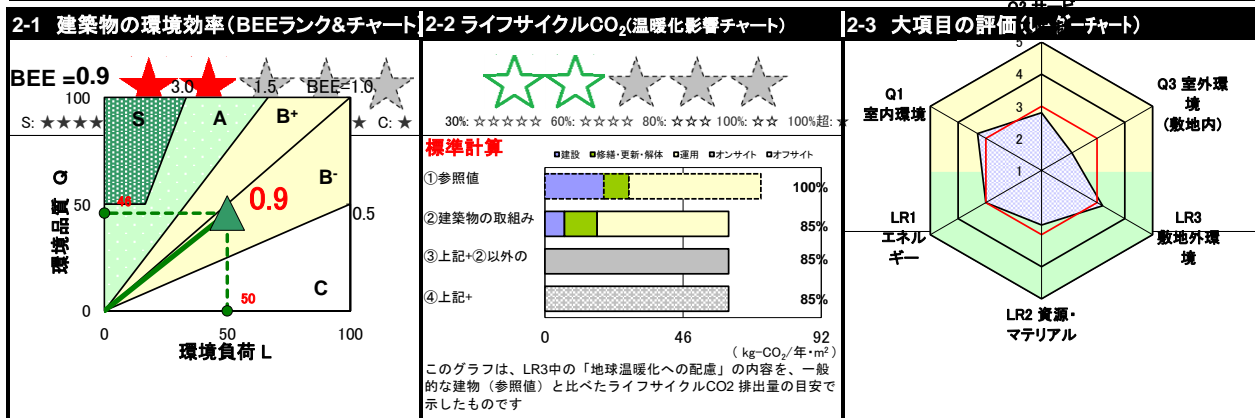 2-1 建築物の環境効率(BEEランク&チャート)
BEE =0.9
3.0
1.5
BEE=1.0
100
S: ★★★★
★ C: ★
S
A
B+
B-
C
0.9
0.5
46
50
50
0
0
50
100
環境品質 Q
環境負荷 L
2-2 ライフサイクルCO2(温暖化影響チャート)
30%: ☆☆☆☆☆ 60%: ☆☆☆☆ 80%: ☆☆☆ 100%: ☆☆ 100%超: ★
標準計算
建設 修繕・更新・解体 運用 オンサイト オフサイト
①参照値
100%
②建築物の取組み
85%
③上記+②以外の
85%
④上記+
85%
0
46
92
( kg-CO2/年・m2 )
このグラフは、LR3中の「地球温暖化への配慮」の内容を、一般
的な建物(参照値)と比べたライフサイクルCO2 排出量の目安で
示したものです
2-3 大項目の評価(レーダーチャート)
Q2 サービ
5
4
3
2
1
Q1
室内環境
Q3 室外環
境
(敷地内)
LR1
エネル
ギー
LR3
敷地外環
境
LR2 資源・
マテリアル